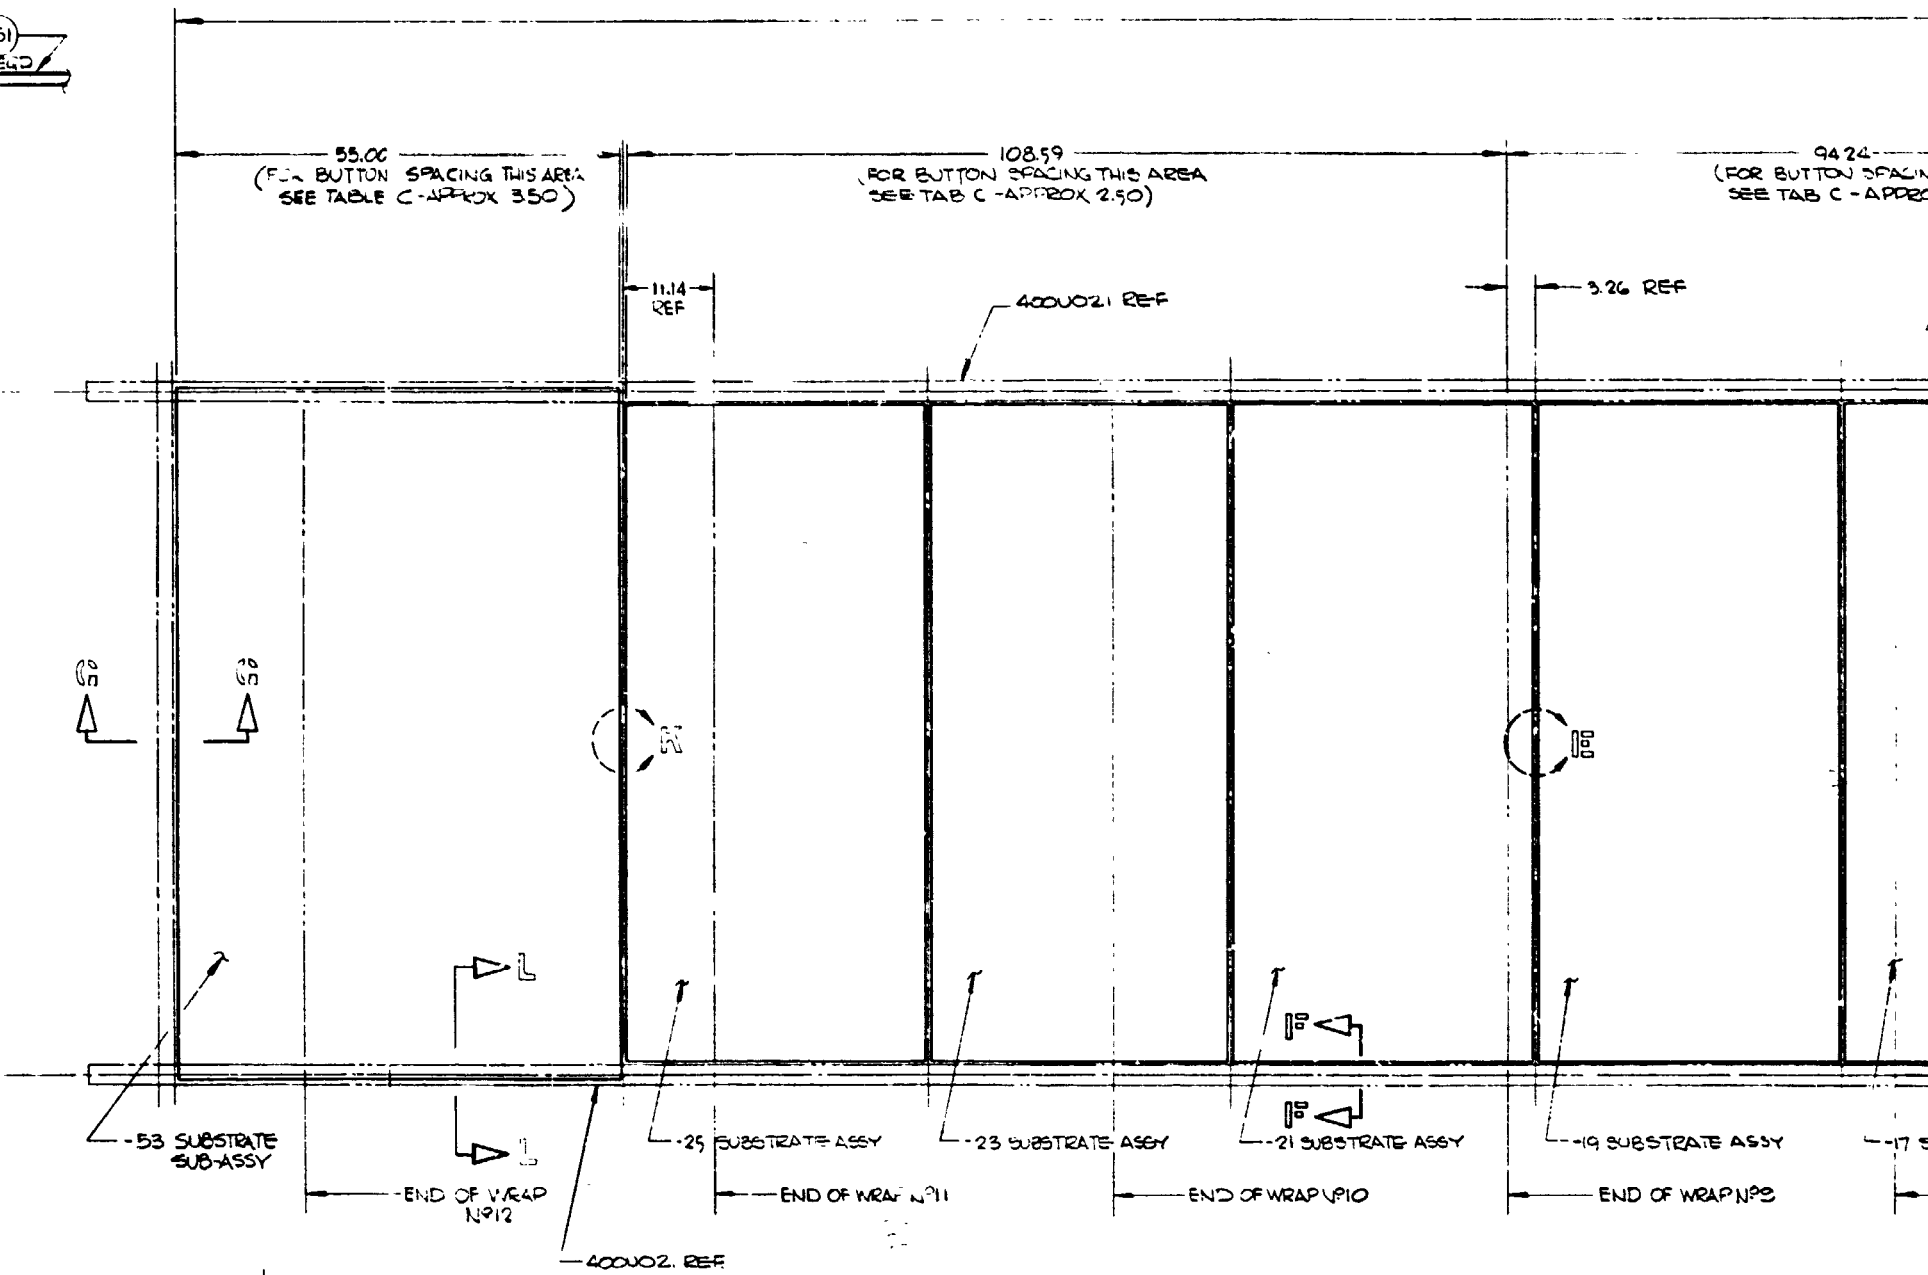 55.00
(FOR BUTTON SPACING THIS AREA
SEE TABLE C-APPROX 3.50)
108.59
(FOR BUTTON SPACING THIS AREA
SEE TAB C-APPROX 2.50)
94.24
(FOR BUTTON SPACIN
SEE TAB C-APPRO
11.14
REF
REF
3.26 REF
G
G
K
E
L
F
F
-53 SUBSTRATE
SUB-ASSY
-25 SUBSTRATE ASSY
-23 SUBSTRATE ASSY
-21 SUBSTRATE ASSY
-19 SUBSTRATE ASSY
-17 S
END OF WRAP
Nº12
END OF WRAP Nº11
END OF WRAP Nº10
END OF WRAP Nº9
REF